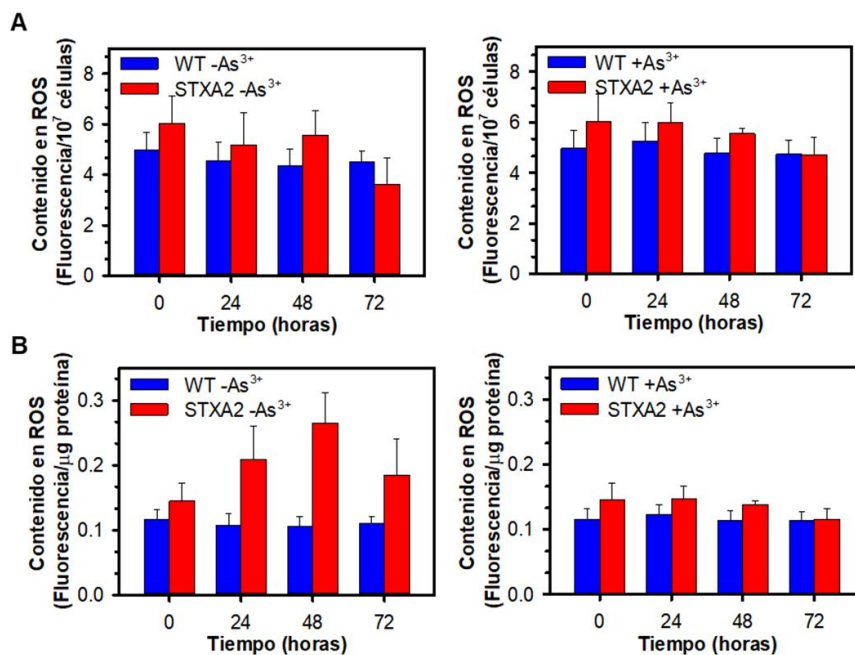 A
Contenido en ROS
(Fluorescencia/10⁷ células)
8
6
4
2
0
WT -As³⁺
STXA2 -As³⁺
0 24 48 72
Tiempo (horas)
Contenido en ROS
(Fluorescencia/10⁷ células)
8
6
4
2
0
WT +As³⁺
STXA2 +As³⁺
0 24 48 72
Tiempo (horas)
B
Contenido en ROS
(Fluorescencia/µg proteína)
0.3
0.2
0.1
0.0
WT -As³⁺
STXA2 -As³⁺
0 24 48 72
Tiempo (horas)
Contenido en ROS
(Fluorescencia/µg proteína)
0.3
0.2
0.1
0.0
WT +As³⁺
STXA2 +As³⁺
0 24 48 72
Tiempo (horas)